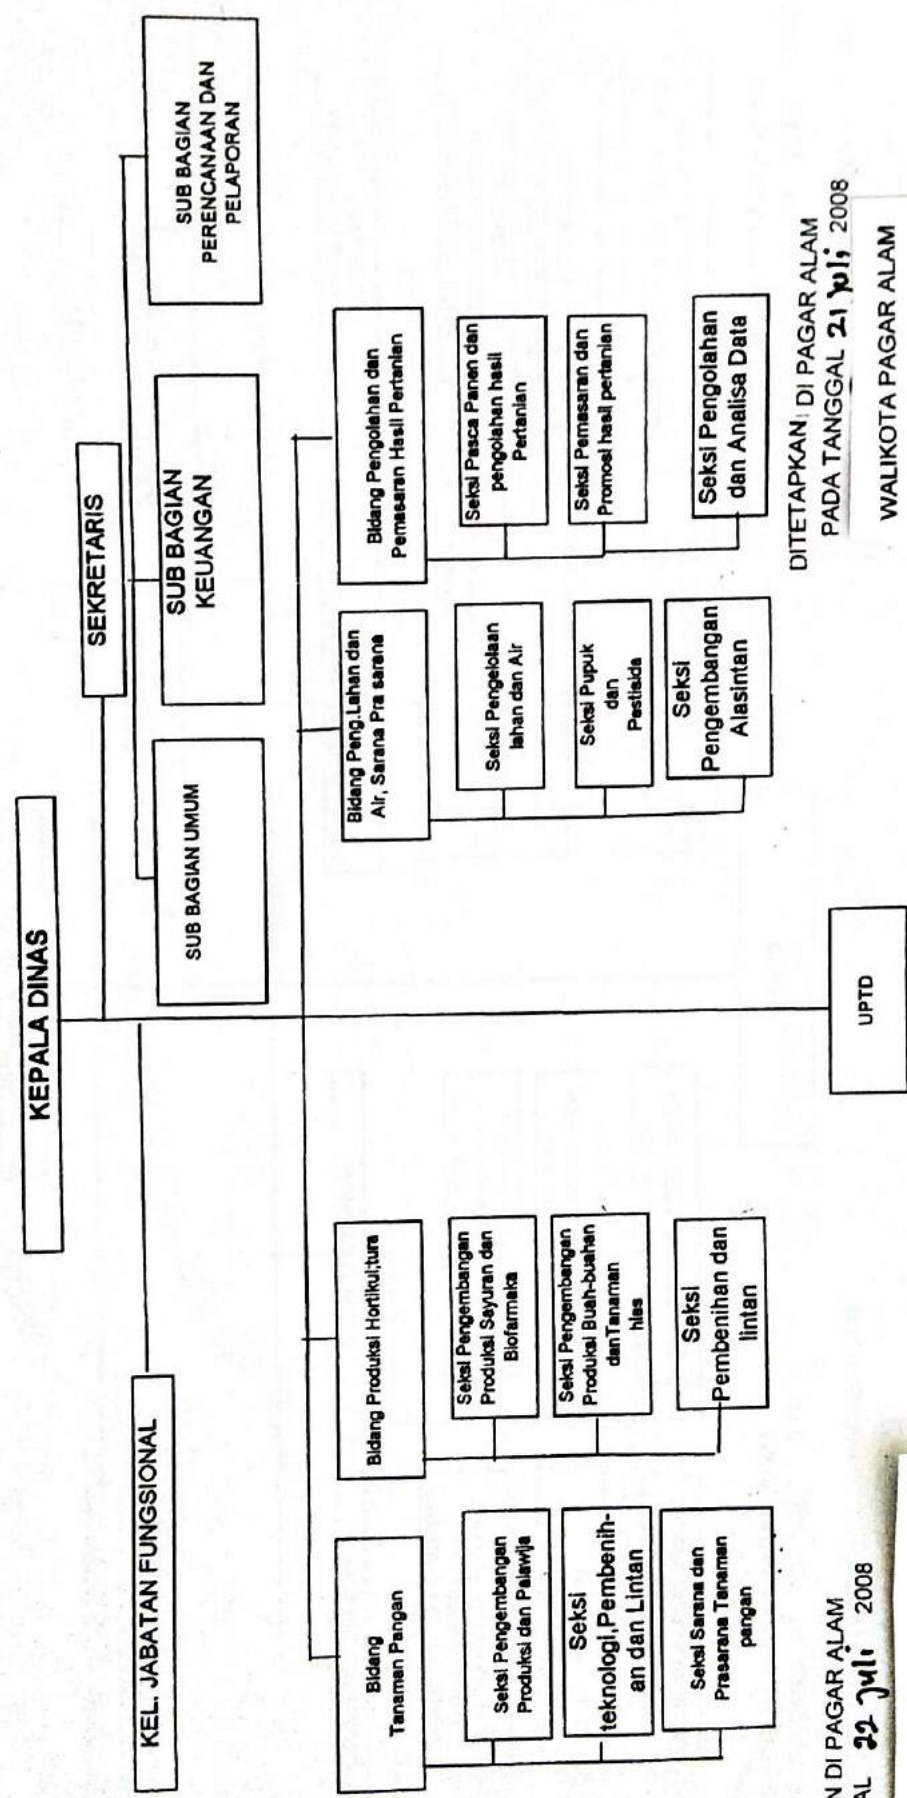 KEPALA DINAS
SEKRETARIS
KEL. JABATAN FUNGSIONAL
SUB BAGIAN UMUM
SUB BAGIAN
KEUANGAN
SUB BAGIAN
PERENCANAAN DAN
PELAPORAN
Bidang
Tanaman Pangan
Seksi Pengembangan
Produksi dan Palawija
Seksi
teknologi,Pembenih-
an dan Lintan
Seksi Sarana dan
Prasarana Tanaman
pangan
Bidang Produksi Hortikul;tura
Seksi Pengembangan
Produksi Sayuran dan
Biofarmaka
Seksi Pengembangan
Produksi Buah-buahan
danTanaman
hias
Seksi
Pembenihan dan
lintan
Bidang Peng.Lahan dan
Air, Sarana Pra sarana
Seksi Pengelolaan
lahan dan Air
Seksi Pupuk
dan
Pestisida
Seksi
Pengembangan
Alasintan
Bidang Pengolahan dan
Pemasaran Hasil Pertanian
Seksi Pasca Panen dan
pengolahan hasil
Pertanian
Seksi Pemasaran dan
Promosi hasil pertanian
Seksi Pengolahan
dan Analisa Data
UPTD
DITETAPKAN DI PAGAR ALAM
PADA TANGGAL 21 Juli 2008
WALIKOTA PAGAR ALAM
N DI PAGAR ALAM
AL 22 Juli 2008